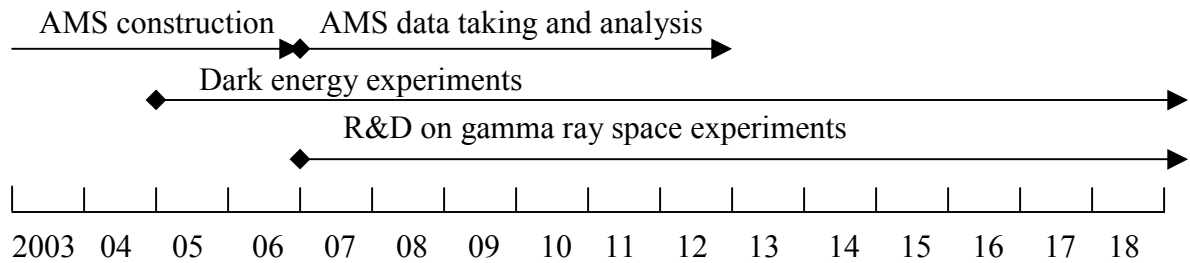 AMS construction AMS data taking and analysis
Dark energy experiments
R&D on gamma ray space experiments
2003 04 05 06 07 08 09 10 11 12 13 14 15 16 17 18